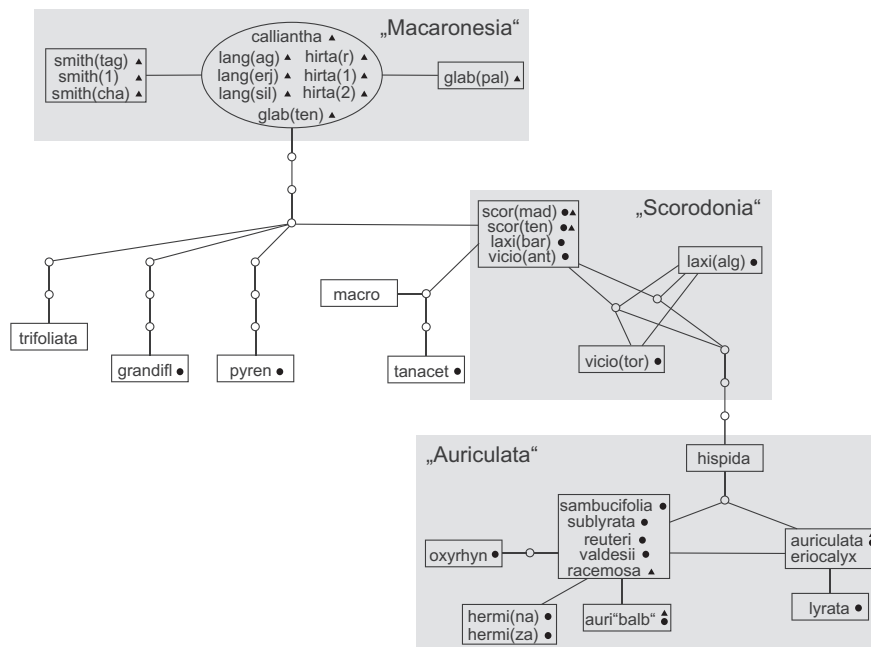 „Macaronesia“
calliantha
smith(tag)
smith(1)
smith(cha)
lang(ag) hirta(r)
lang(erj) hirta(1)
lang(sil) hirta(2)
glab(ten)
glab(pal)
„Scorodonia“
scor(mad)
scor(ten)
laxi(bar)
vicio(ant)
laxi(alg)
macro
trifoliata
grandifl
pyren
tanacet
vicio(tor)
„Auriculata“
hispida
sambucifolia
sublyrata
reuteri
valdesii
racemosa
oxyrhyn
auriculata
eriocalyx
hermi(na)
hermi(za)
auri“balb“
lyrata